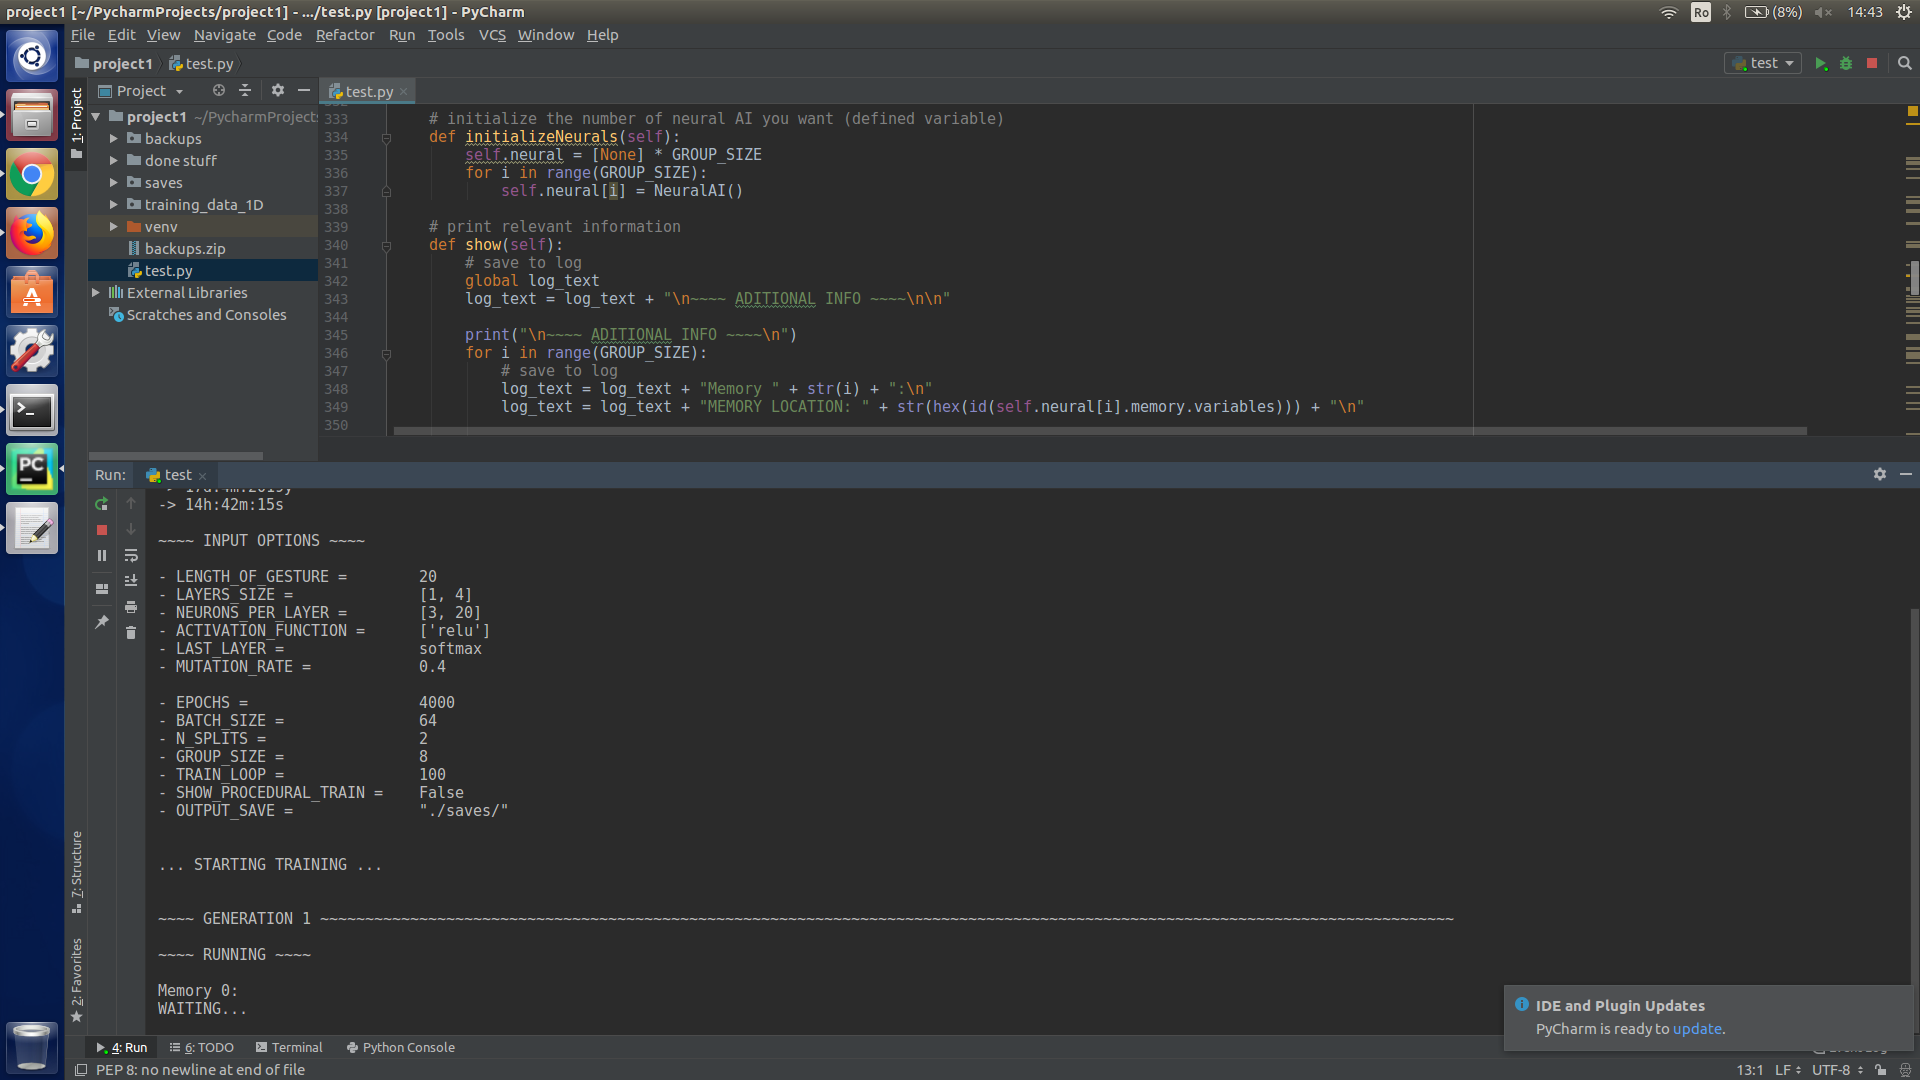 project1 [~/PycharmProjects/project1] - .../test.py [project1] - PyCharm
Ro (8%) 14:43
File Edit View Navigate Code Refactor Run Tools VCS Window Help
project1 test.py test
1: Project
Project
test.py
project1 ~/PycharmProjects
backups
done stuff
saves
training_data_1D
venv
backups.zip
test.py
External Libraries
Scratches and Consoles
333 # initialize the number of neural AI you want (defined variable)
334 def initializeNeurals(self):
335 self.neural = [None] * GROUP_SIZE
336 for i in range(GROUP_SIZE):
337 self.neural[i] = NeuralAI()
338
339 # print relevant information
340 def show(self):
341 # save to log
342 global log_text
343 log_text = log_text + "\n~~~~ ADITIONAL INFO ~~~~\n\n"
344
345 print("\n~~~~ ADITIONAL INFO ~~~~\n")
346 for i in range(GROUP_SIZE):
347 # save to log
348 log_text = log_text + "Memory " + str(i) + ":\n"
349 log_text = log_text + "MEMORY LOCATION: " + str(hex(id(self.neural[i].memory.variables))) + "\n"
350
Run: test
-> 17d:4m:2019y
-> 14h:42m:15s
~~~~ INPUT OPTIONS ~~~~
- LENGTH_OF_GESTURE = 20
- LAYERS_SIZE = [1, 4]
- NEURONS_PER_LAYER = [3, 20]
- ACTIVATION_FUNCTION = ['relu']
- LAST_LAYER = softmax
- MUTATION_RATE = 0.4
- EPOCHS = 4000
- BATCH_SIZE = 64
- N_SPLITS = 2
- GROUP_SIZE = 8
- TRAIN_LOOP = 100
- SHOW_PROCEDURAL_TRAIN = False
- OUTPUT_SAVE = "./saves/"
... STARTING TRAINING ...
~~~~ GENERATION 1 ~~~~~~~~~~~~~~~~~~~~~~~~~~~~~~~~~~~~~~~~~~~~~~~~~~~~~~~~~~~~~~~~~~~~~~~~~~~~~~~~~~~~~~~~~~~~~~~~~~~~~~~~~~~~~~
~~~~ RUNNING ~~~~
Memory 0:
WAITING...
7: Structure
2: Favorites
IDE and Plugin Updates
PyCharm is ready to update.
4: Run 6: TODO Terminal Python Console
PEP 8: no newline at end of file 13:1 LF UTF-8